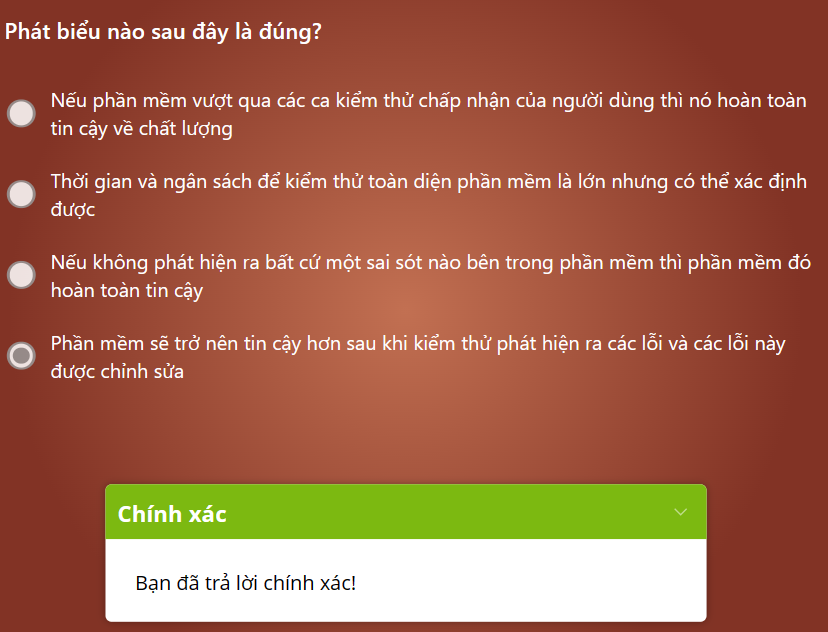 Phát biểu nào sau đây là đúng?
Nếu phần mềm vượt qua các ca kiểm thử chấp nhận của người dùng thì nó hoàn toàn
tin cậy về chất lượng
Thời gian và ngân sách để kiểm thử toàn diện phần mềm là lớn nhưng có thể xác định
được
Nếu không phát hiện ra bất cứ một sai sót nào bên trong phần mềm thì phần mềm đó
hoàn toàn tin cậy
Phần mềm sẽ trở nên tin cậy hơn sau khi kiểm thử phát hiện ra các lỗi và các lỗi này
được chỉnh sửa
Chính xác
Bạn đã trả lời chính xác!